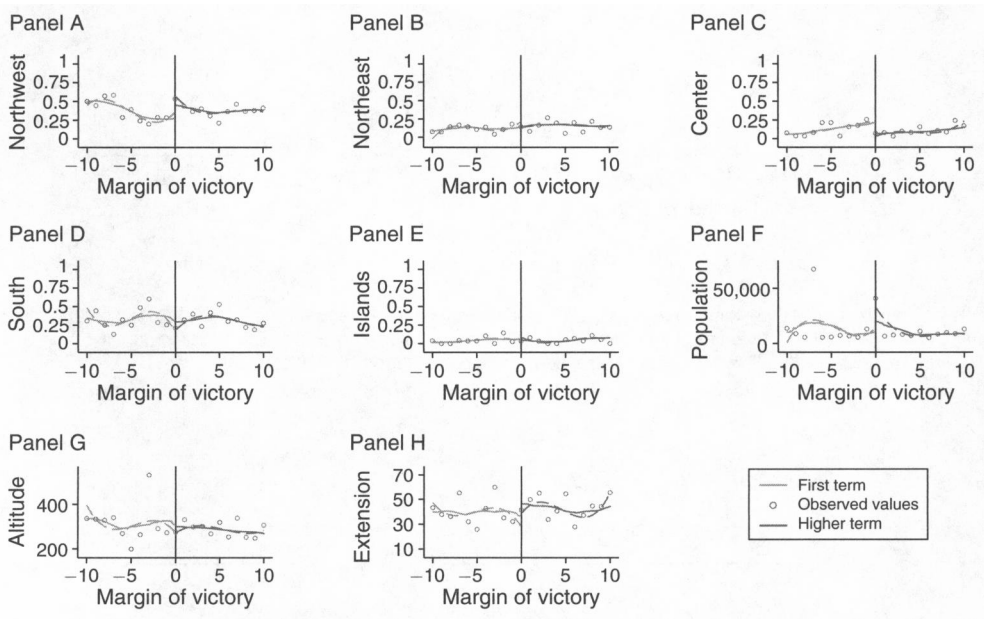 Panel A
Northwest
1
0.75
0.5
0.25
0
−10 −5 0 5 10
Margin of victory
Panel B
Northeast
1
0.75
0.5
0.25
0
−10 −5 0 5 10
Margin of victory
Panel C
Center
1
0.75
0.5
0.25
0
−10 −5 0 5 10
Margin of victory
Panel D
South
1
0.75
0.5
0.25
0
−10 −5 0 5 10
Margin of victory
Panel E
Islands
1
0.75
0.5
0.25
0
−10 −5 0 5 10
Margin of victory
Panel F
Population
50,000
0
−10 −5 0 5 10
Margin of victory
Panel G
Altitude
400
200
−10 −5 0 5 10
Margin of victory
Panel H
Extension
70
50
30
10
−10 −5 0 5 10
Margin of victory
First term
Observed values
Higher term